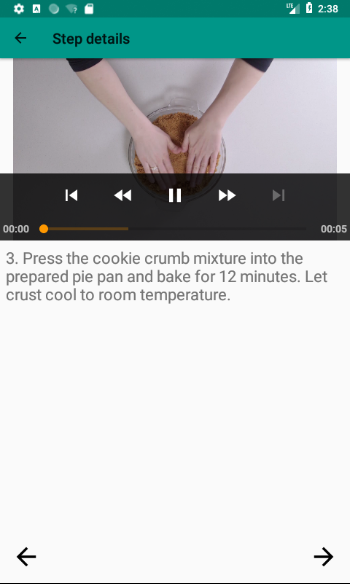 LTE 2:38
Step details
00:00 00:05
3. Press the cookie crumb mixture into the
prepared pie pan and bake for 12 minutes. Let
crust cool to room temperature.